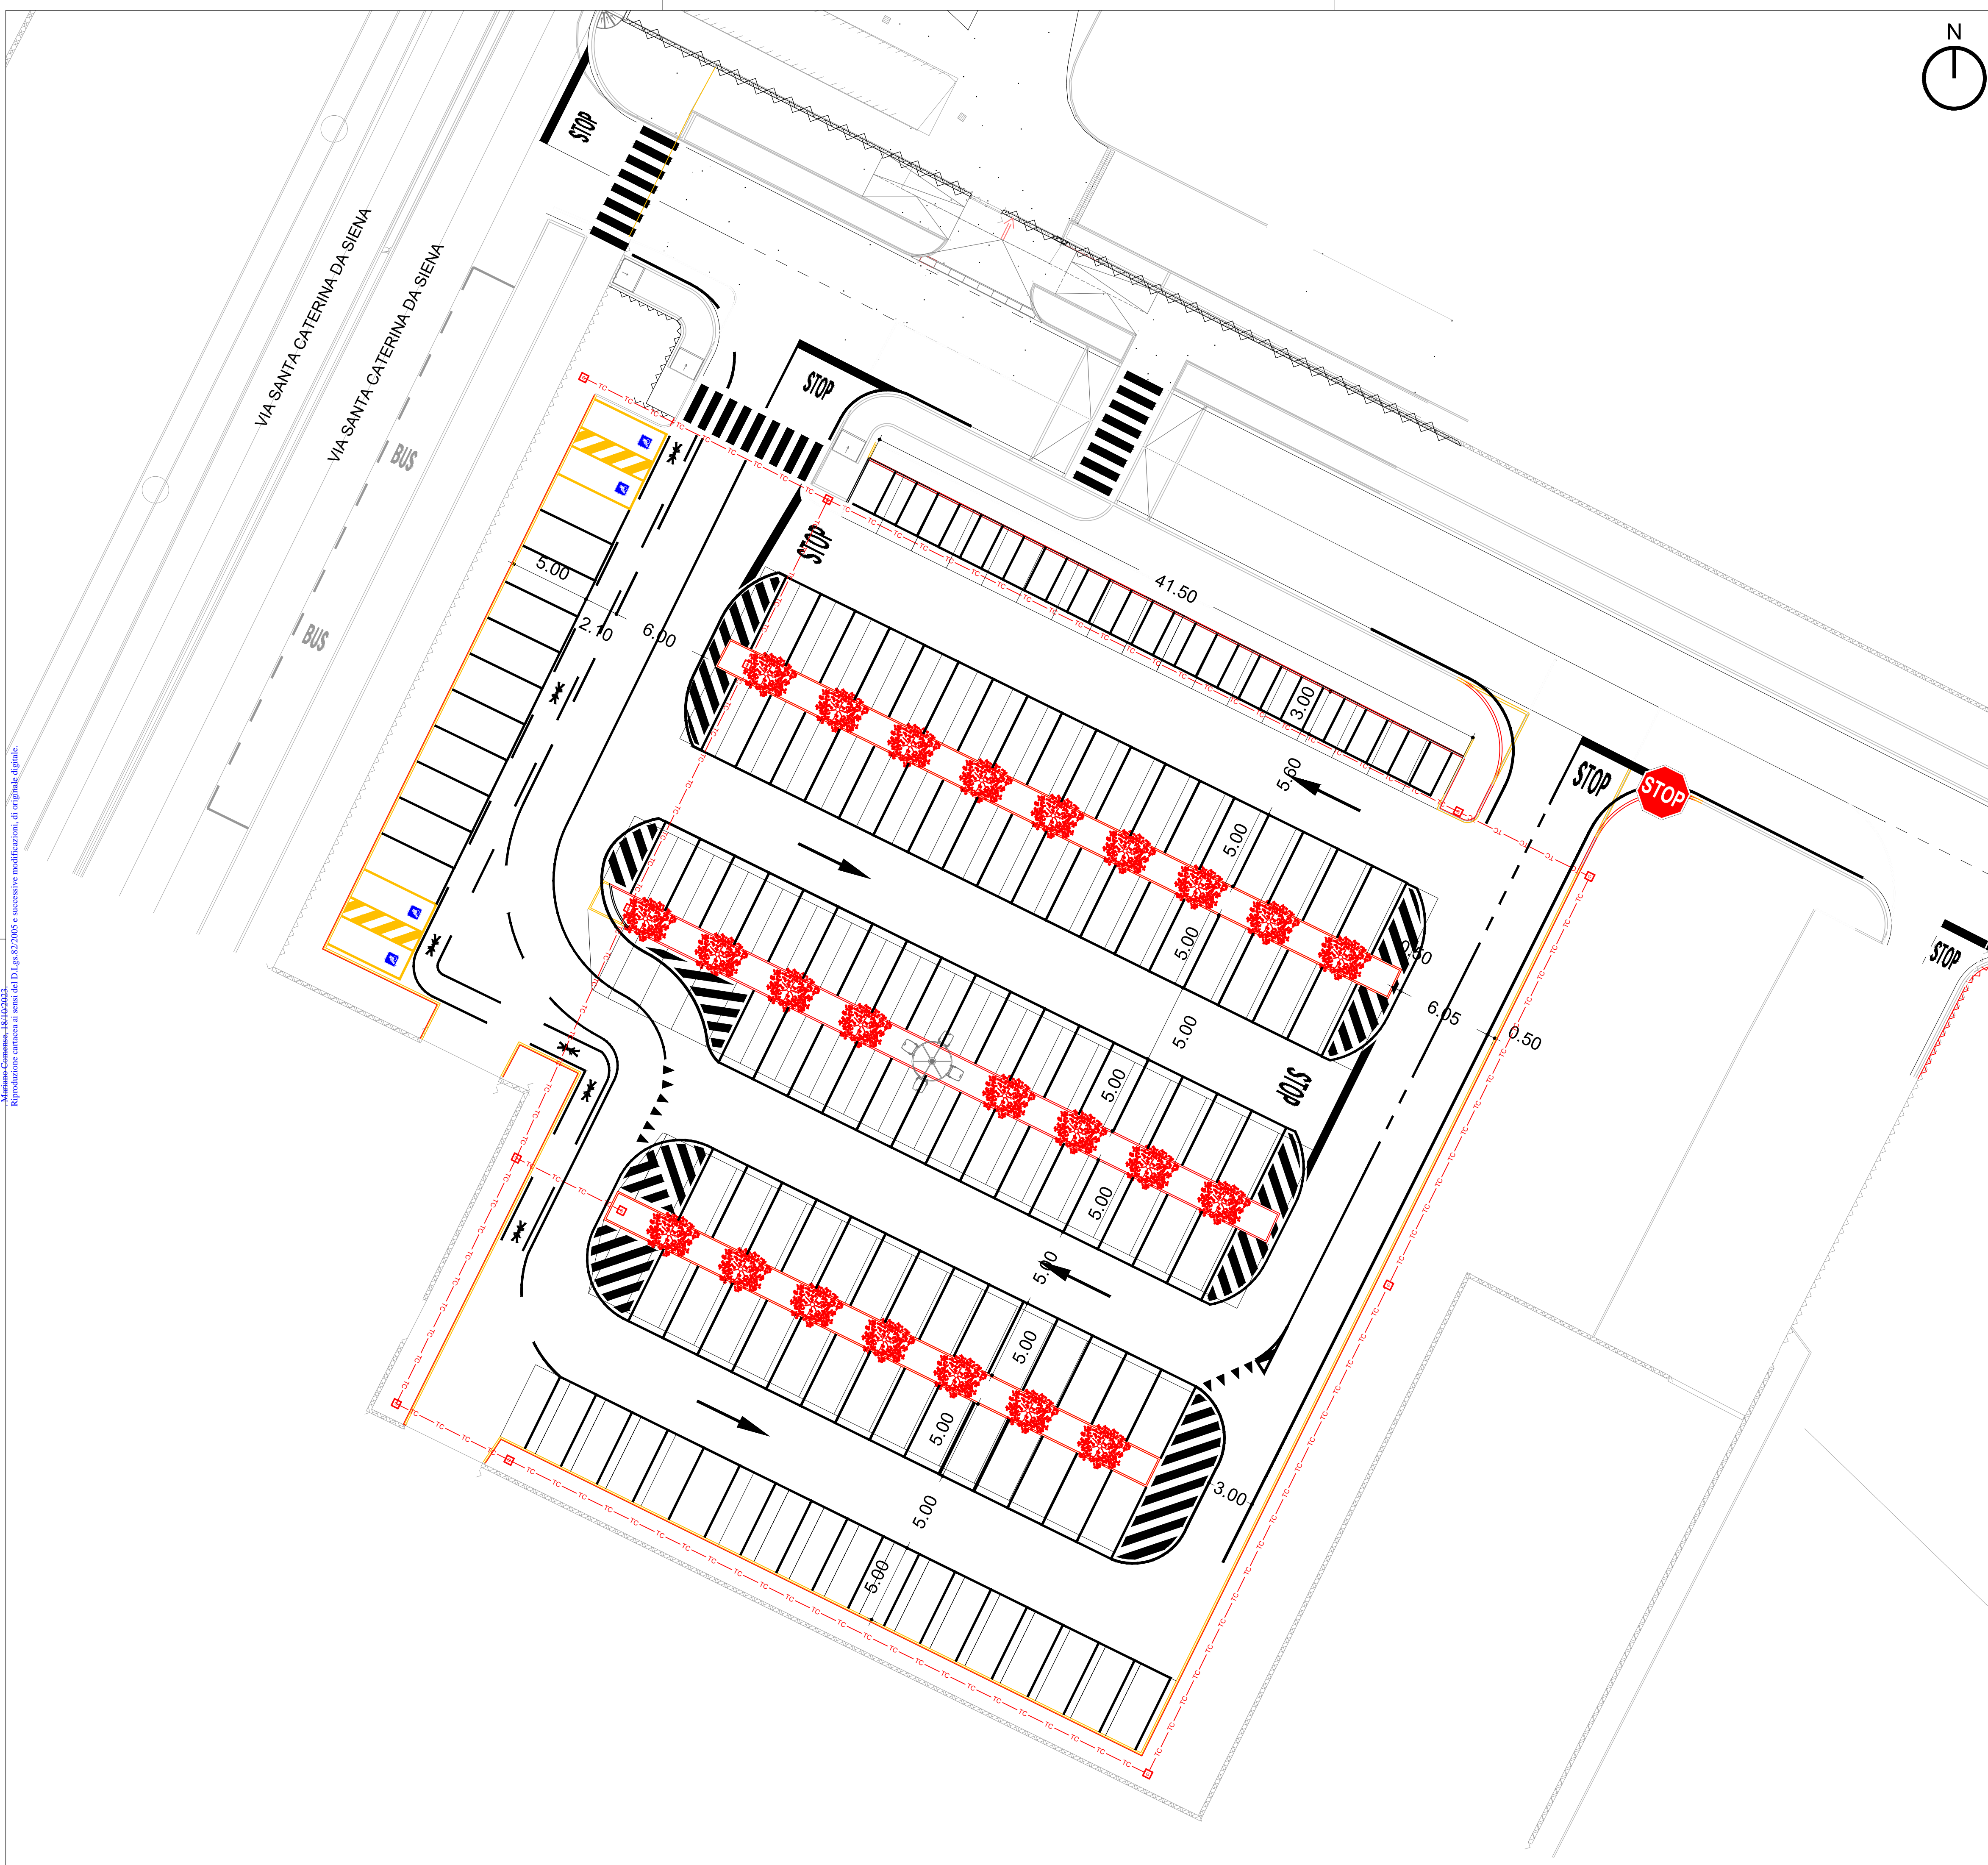 N
STOP
VIA SANTA CATERINA DA SIENA
VIA SANTA CATERINA DA SIENA
BUS
BUS
STOP
STOP
5.00
2.10
6.00
41.50
3.00
5.60
5.00
5.00
STOP
STOP
STOP
0.50
6.05
0.50
5.00
STOP
5.00
5.00
5.00
5.00
5.00
3.00
5.00
5.00
TC
Mariano Comense, 18/10/2023
Riproduzione cartacea ai sensi del D.Lgs.82/2005 e successive modificazioni, di originale digitale.